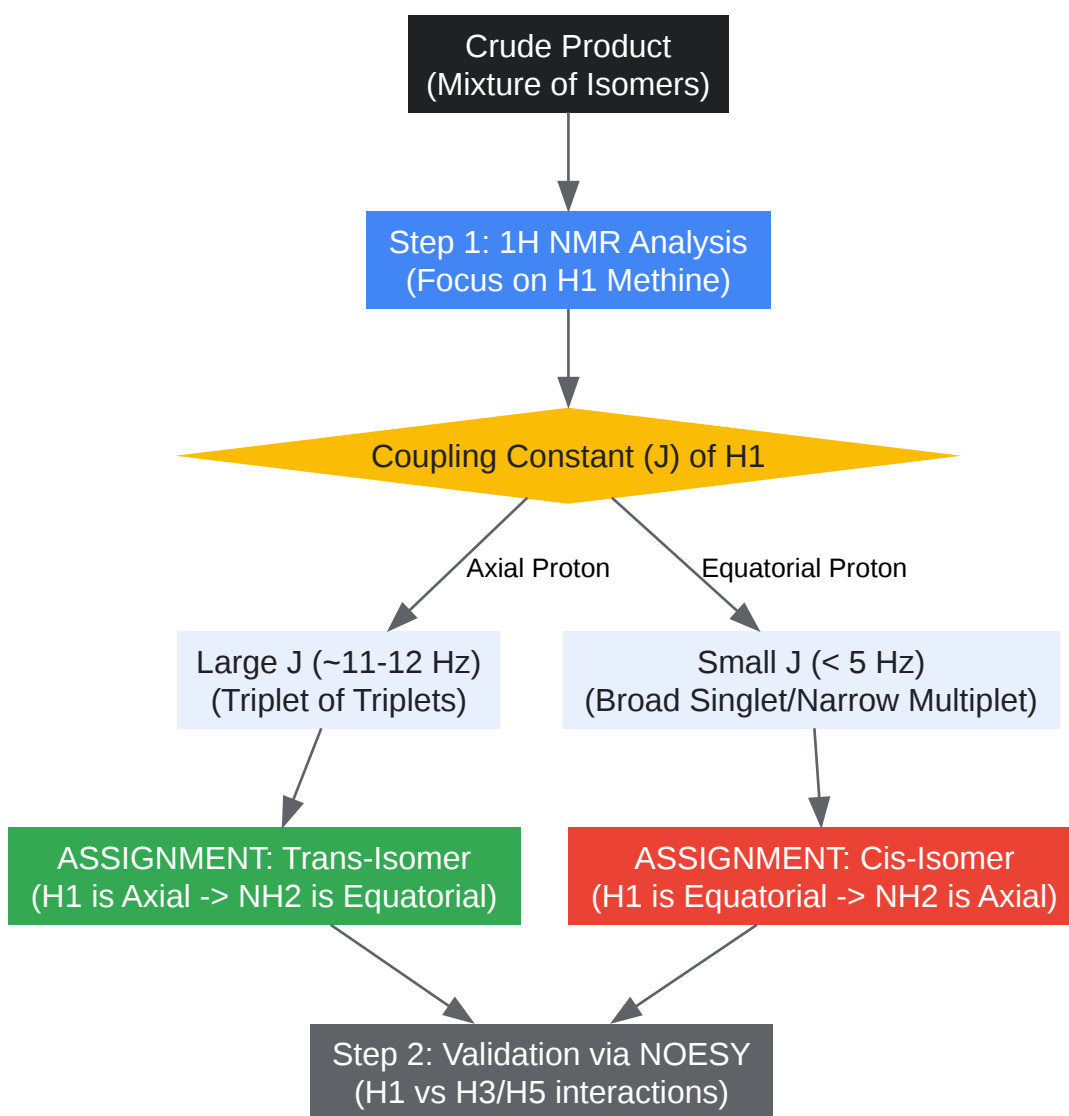 Crude Product
(Mixture of Isomers)
Step 1: 1H NMR Analysis
(Focus on H1 Methine)
Coupling Constant (J) of H1
Axial Proton
Equatorial Proton
Large J (~11-12 Hz)
(Triplet of Triplets)
Small J (< 5 Hz)
(Broad Singlet/Narrow Multiplet)
ASSIGNMENT: Trans-Isomer
(H1 is Axial -> NH2 is Equatorial)
ASSIGNMENT: Cis-Isomer
(H1 is Equatorial -> NH2 is Axial)
Step 2: Validation via NOESY
(H1 vs H3/H5 interactions)